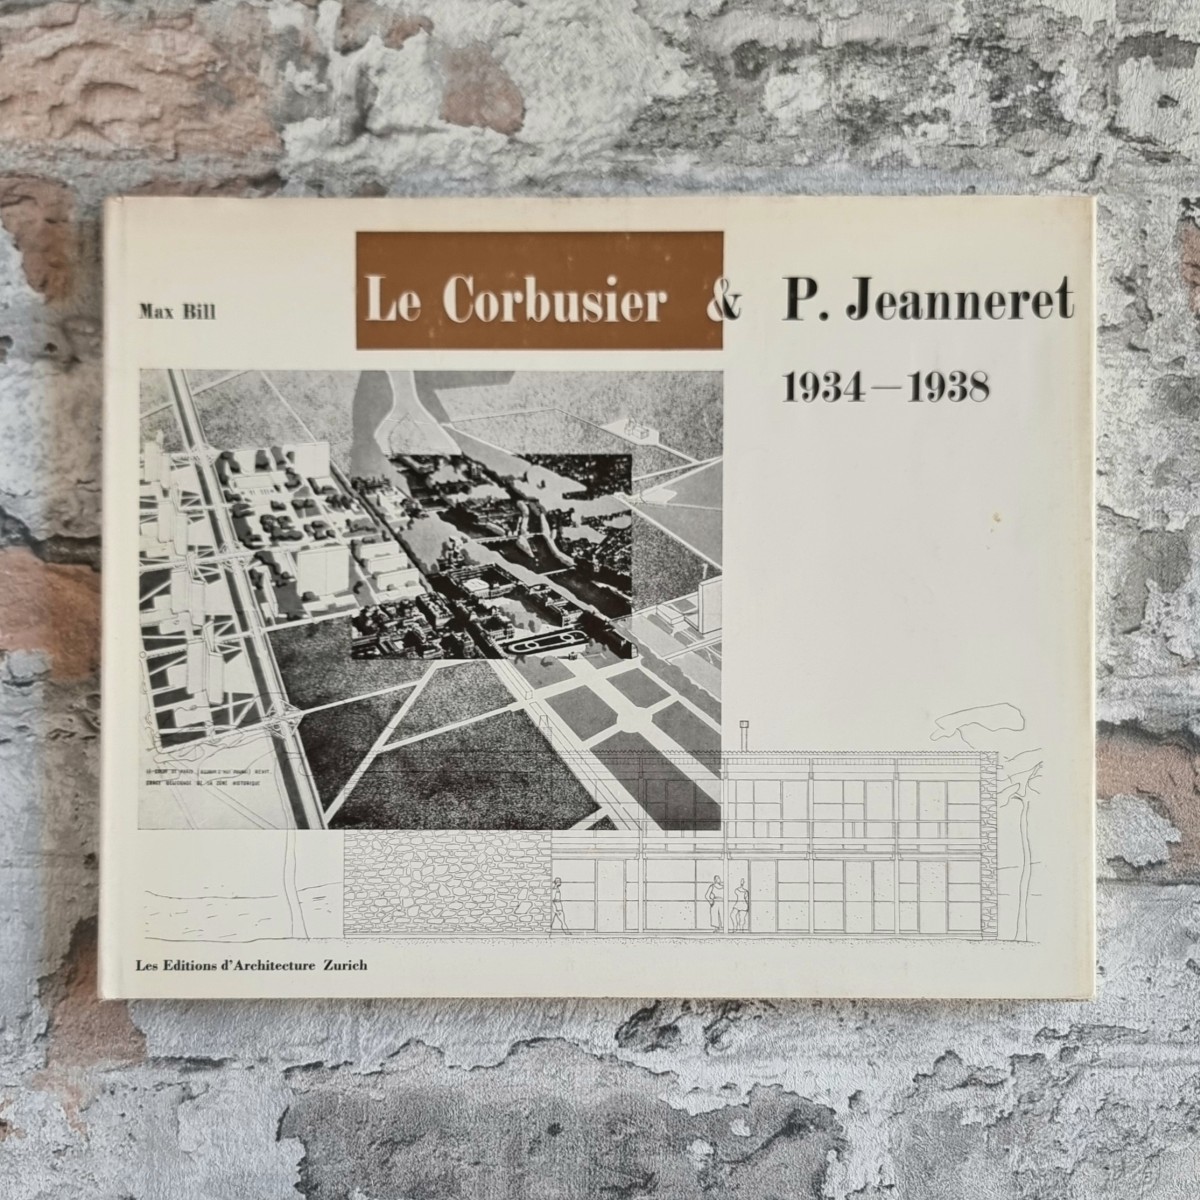 Max Bill
Le Corbusier & P. Jeanneret
1934—1938
Les Editions d'Architecture Zurich